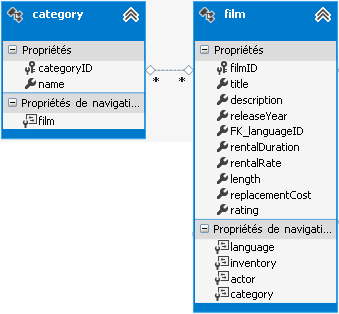 category
Propriétés
categoryID
name
Propriétés de navigati...
film
*
*
film
Propriétés
filmID
title
description
releaseYear
FK_languageID
rentalDuration
rentalRate
length
replacementCost
rating
Propriétés de navigati...
language
inventory
actor
category